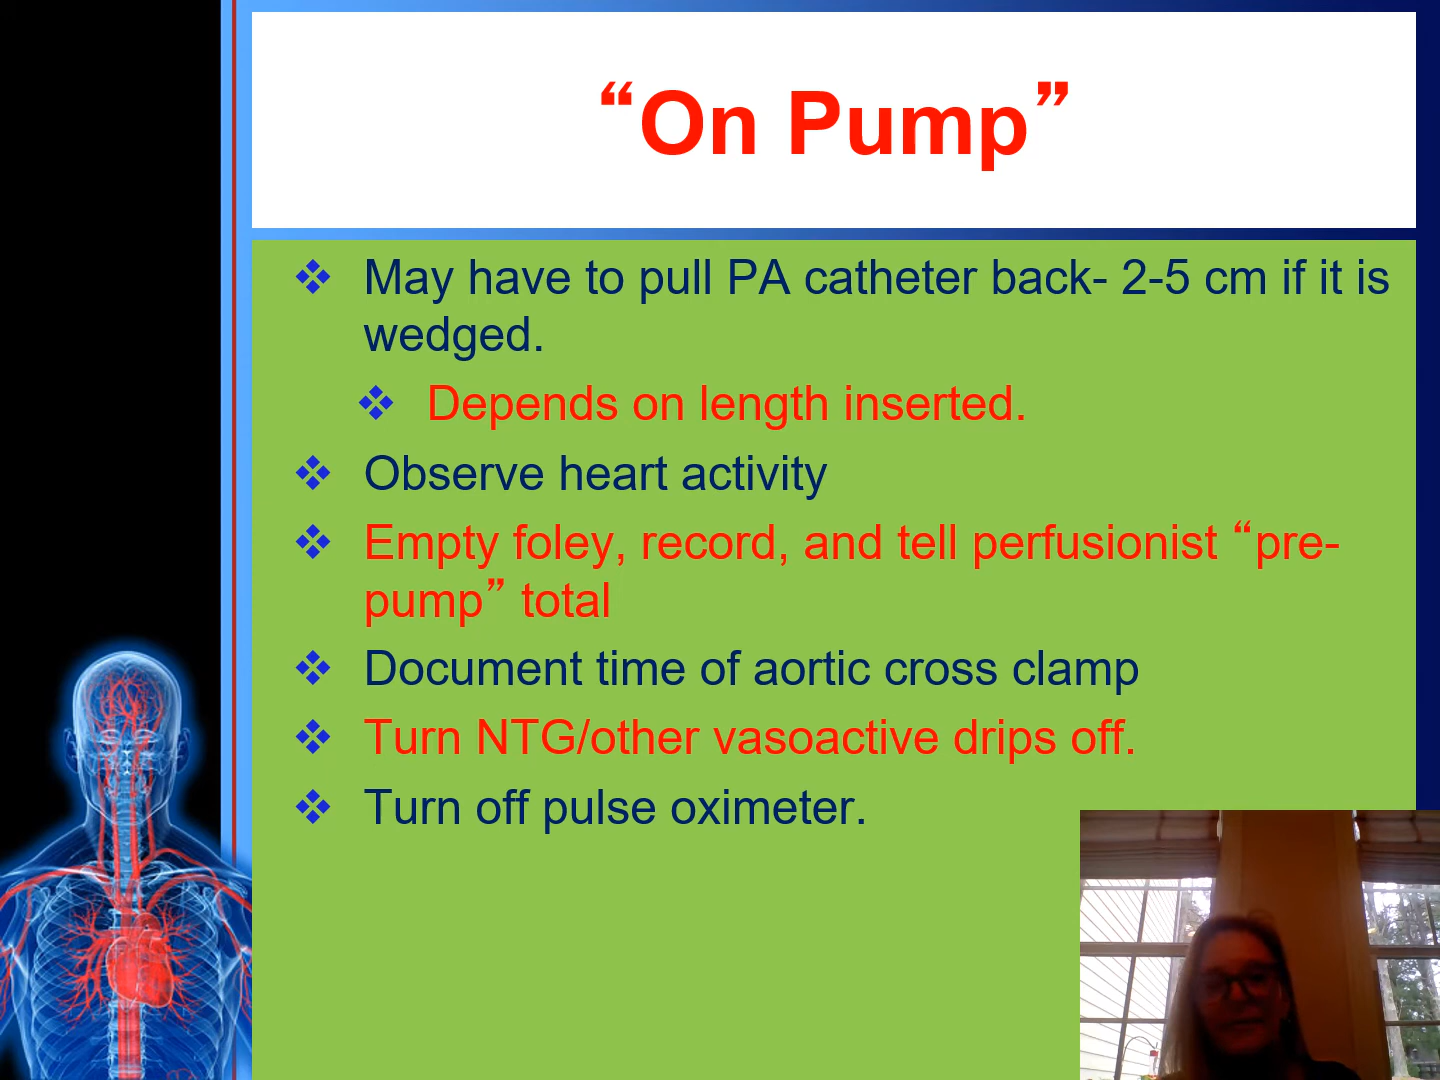 “On Pump”
May have to pull PA catheter back- 2-5 cm if it is
wedged.
Depends on length inserted.
Observe heart activity
Empty foley, record, and tell perfusionist “pre-
pump” total
Document time of aortic cross clamp
Turn NTG/other vasoactive drips off.
Turn off pulse oximeter.